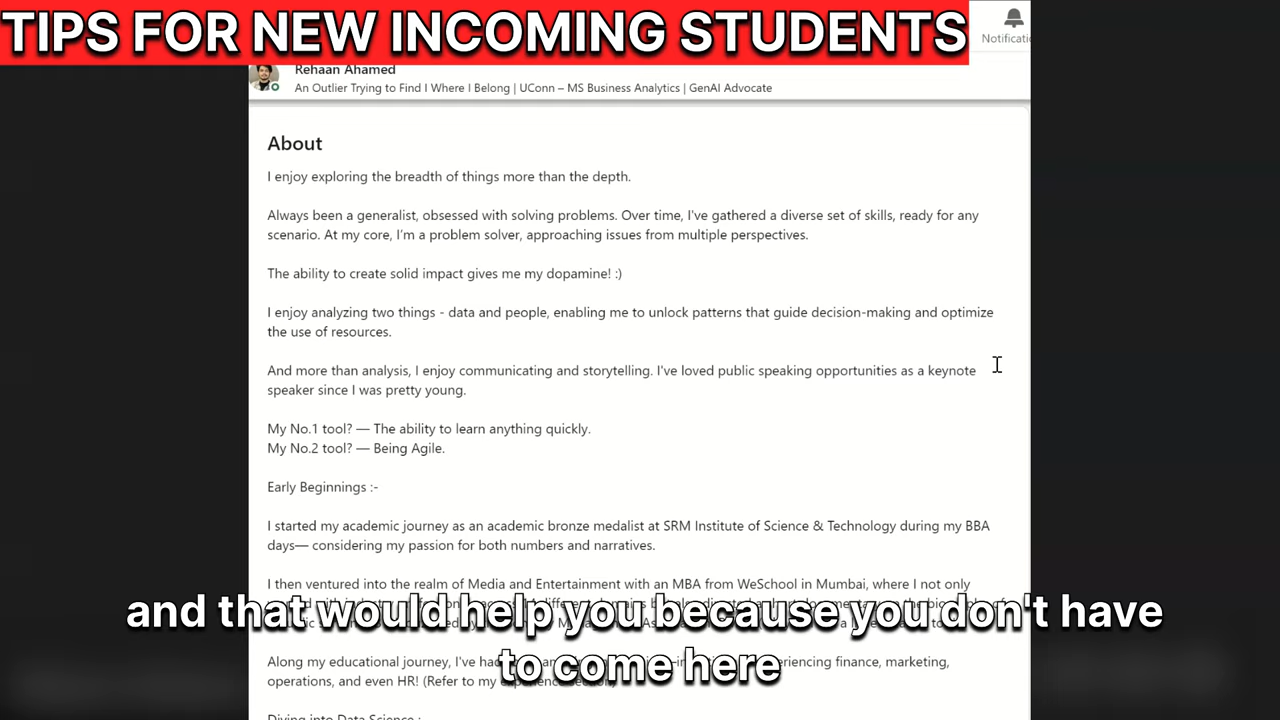 TIPS FOR NEW INCOMING STUDENTS
Notificati
Rehaan Ahamed
An Outlier Trying to Find I Where I Belong | UConn – MS Business Analytics | GenAI Advocate
About
I enjoy exploring the breadth of things more than the depth.
Always been a generalist, obsessed with solving problems. Over time, I've gathered a diverse set of skills, ready for any
scenario. At my core, I'm a problem solver, approaching issues from multiple perspectives.
The ability to create solid impact gives me my dopamine! :)
I enjoy analyzing two things - data and people, enabling me to unlock patterns that guide decision-making and optimize
the use of resources.
And more than analysis, I enjoy communicating and storytelling. I've loved public speaking opportunities as a keynote
speaker since I was pretty young.
My No.1 tool? — The ability to learn anything quickly.
My No.2 tool? — Being Agile.
Early Beginnings :-
I started my academic journey as an academic bronze medalist at SRM Institute of Science & Technology during my BBA
days— considering my passion for both numbers and narratives.
I then ventured into the realm of Media and Entertainment with an MBA from WeSchool in Mumbai, where I not only
and that would help you because you don't have
to come here
Along my educational journey, I've had finance, marketing,
operations, and even HR! (Refer to my
Diving into Data Science :-